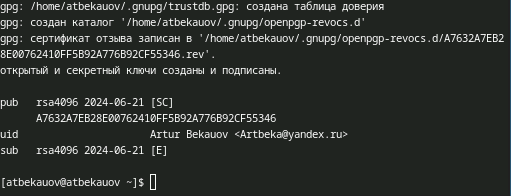 gpg: /home/atbekauov/.gnupg/trustdb.gpg: создана таблица доверия
gpg: создан каталог '/home/atbekauov/.gnupg/openpgp-revocs.d'
gpg: сертификат отзыва записан в '/home/atbekauov/.gnupg/openpgp-revocs.d/A7632A7EB2
8E00762410FF5B92A776B92CF55346.rev'.
открытый и секретный ключи созданы и подписаны.
pub   rsa4096 2024-06-21 [SC]
      A7632A7EB28E00762410FF5B92A776B92CF55346
uid                      Artur Bekauov <Artbeka@yandex.ru>
sub   rsa4096 2024-06-21 [E]
[atbekauov@atbekauov ~]$